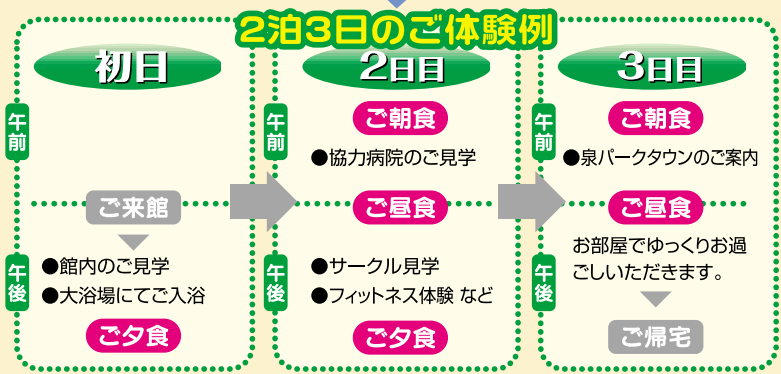 2泊3日のご体験例
初日
午前
ご来館
午後
●館内のご見学
●大浴場にてご入浴
ご夕食
2日目
午前
ご朝食
●協力病院のご見学
ご昼食
午後
●サークル見学
●フィットネス体験 など
ご夕食
3日目
午前
ご朝食
●泉パークタウンのご案内
ご昼食
午後
お部屋でゆっくりお過
ごしいただきます。
ご帰宅